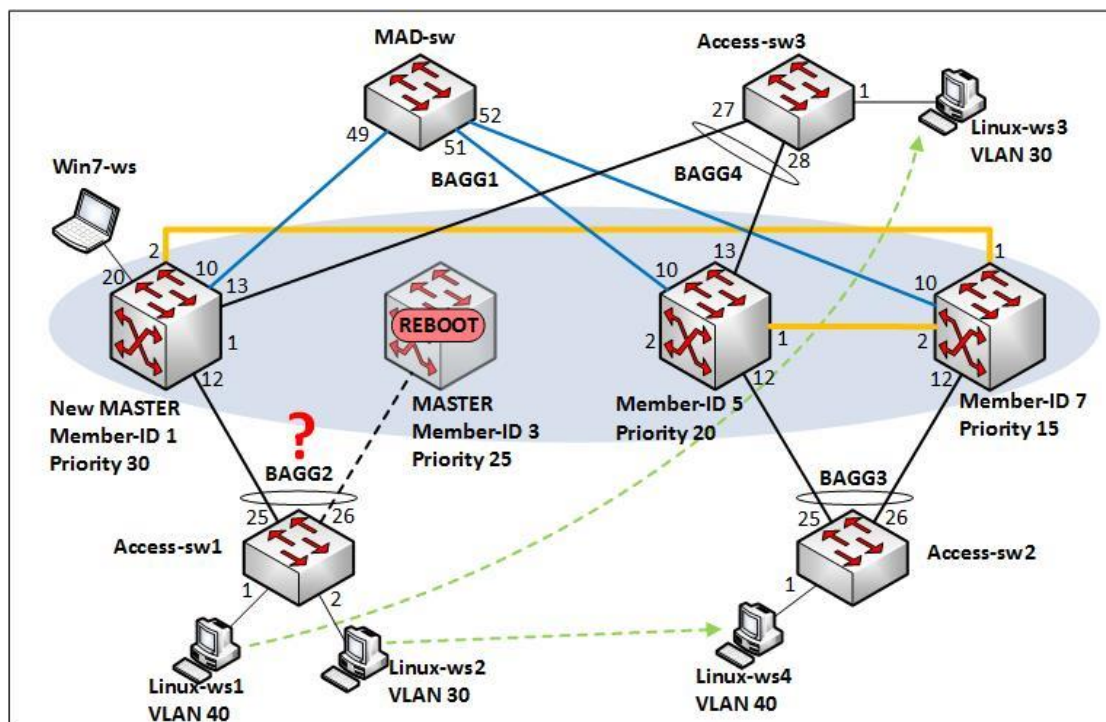 MAD-sw
Access-sw3
52
49
51
BAGG1
27
28
BAGG4
1
Linux-ws3
VLAN 30
Win7-ws
20
2
10
13
1
12
REBOOT
10
13
2
1
12
1
10
2
12
New MASTER
Member-ID 1
Priority 30
MASTER
Member-ID 3
Priority 25
Member-ID 5
Priority 20
Member-ID 7
Priority 15
?
BAGG2
25
26
Access-sw1
1
2
BAGG3
25
26
Access-sw2
1
Linux-ws1
VLAN 40
Linux-ws2
VLAN 30
Linux-ws4
VLAN 40